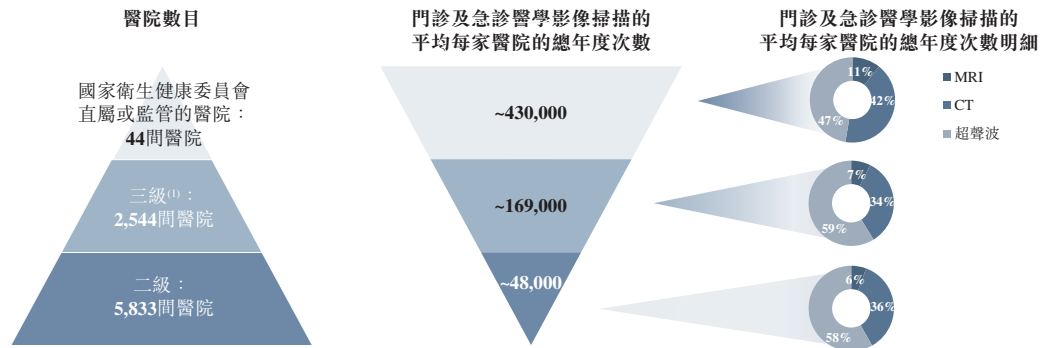 醫院數目
國家衛生健康委員會
直屬或監管的醫院：
44間醫院
三級(1)：
2,544間醫院
二級：
5,833間醫院
門診及急診醫學影像掃描的
平均每家醫院的總年度次數
~430,000
~169,000
~48,000
門診及急診醫學影像掃描的
平均每家醫院的總年度次數明細
11%
42%
47%
7%
34%
59%
6%
36%
58%
MRI
CT
超聲波